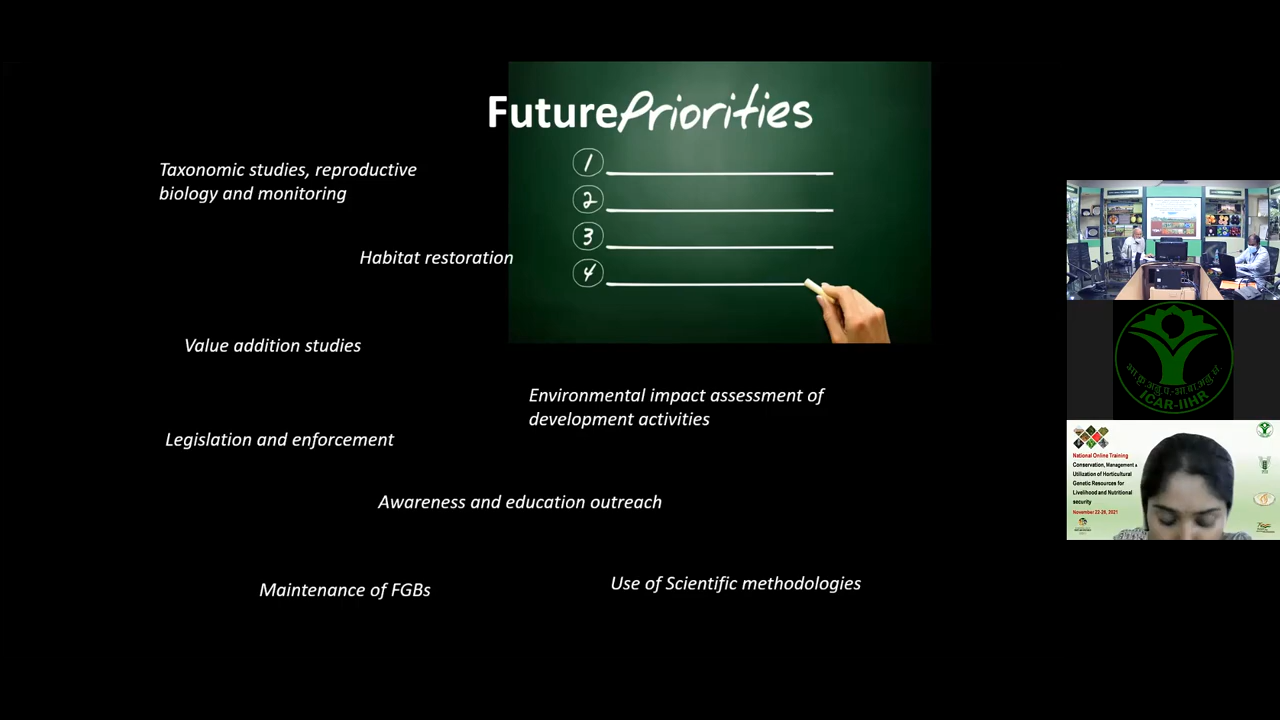 Future Priorities
1
2
3
4
Taxonomic studies, reproductive
biology and monitoring
Habitat restoration
Value addition studies
Environmental impact assessment of
development activities
Legislation and enforcement
Awareness and education outreach
Maintenance of FGBs
Use of Scientific methodologies
ICAR-IIHR
National Online Training
Conservation, Management &
Utilization of Horticultural
Genetic Resources for
Livelihood and Nutritional
security
November 22-26, 2021